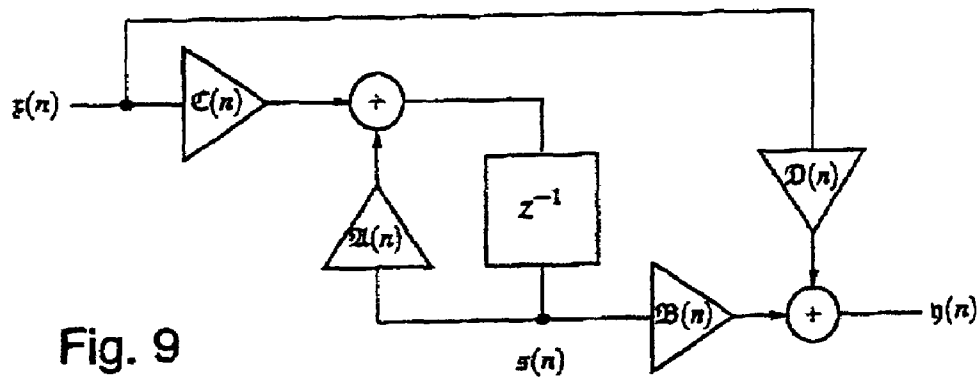 𝔵(n)
ℭ(n)
+
𝔇(n)
z⁻¹
𝔄(n)
𝔅(n)
+
𝔶(n)
𝔰(n)
Fig. 9